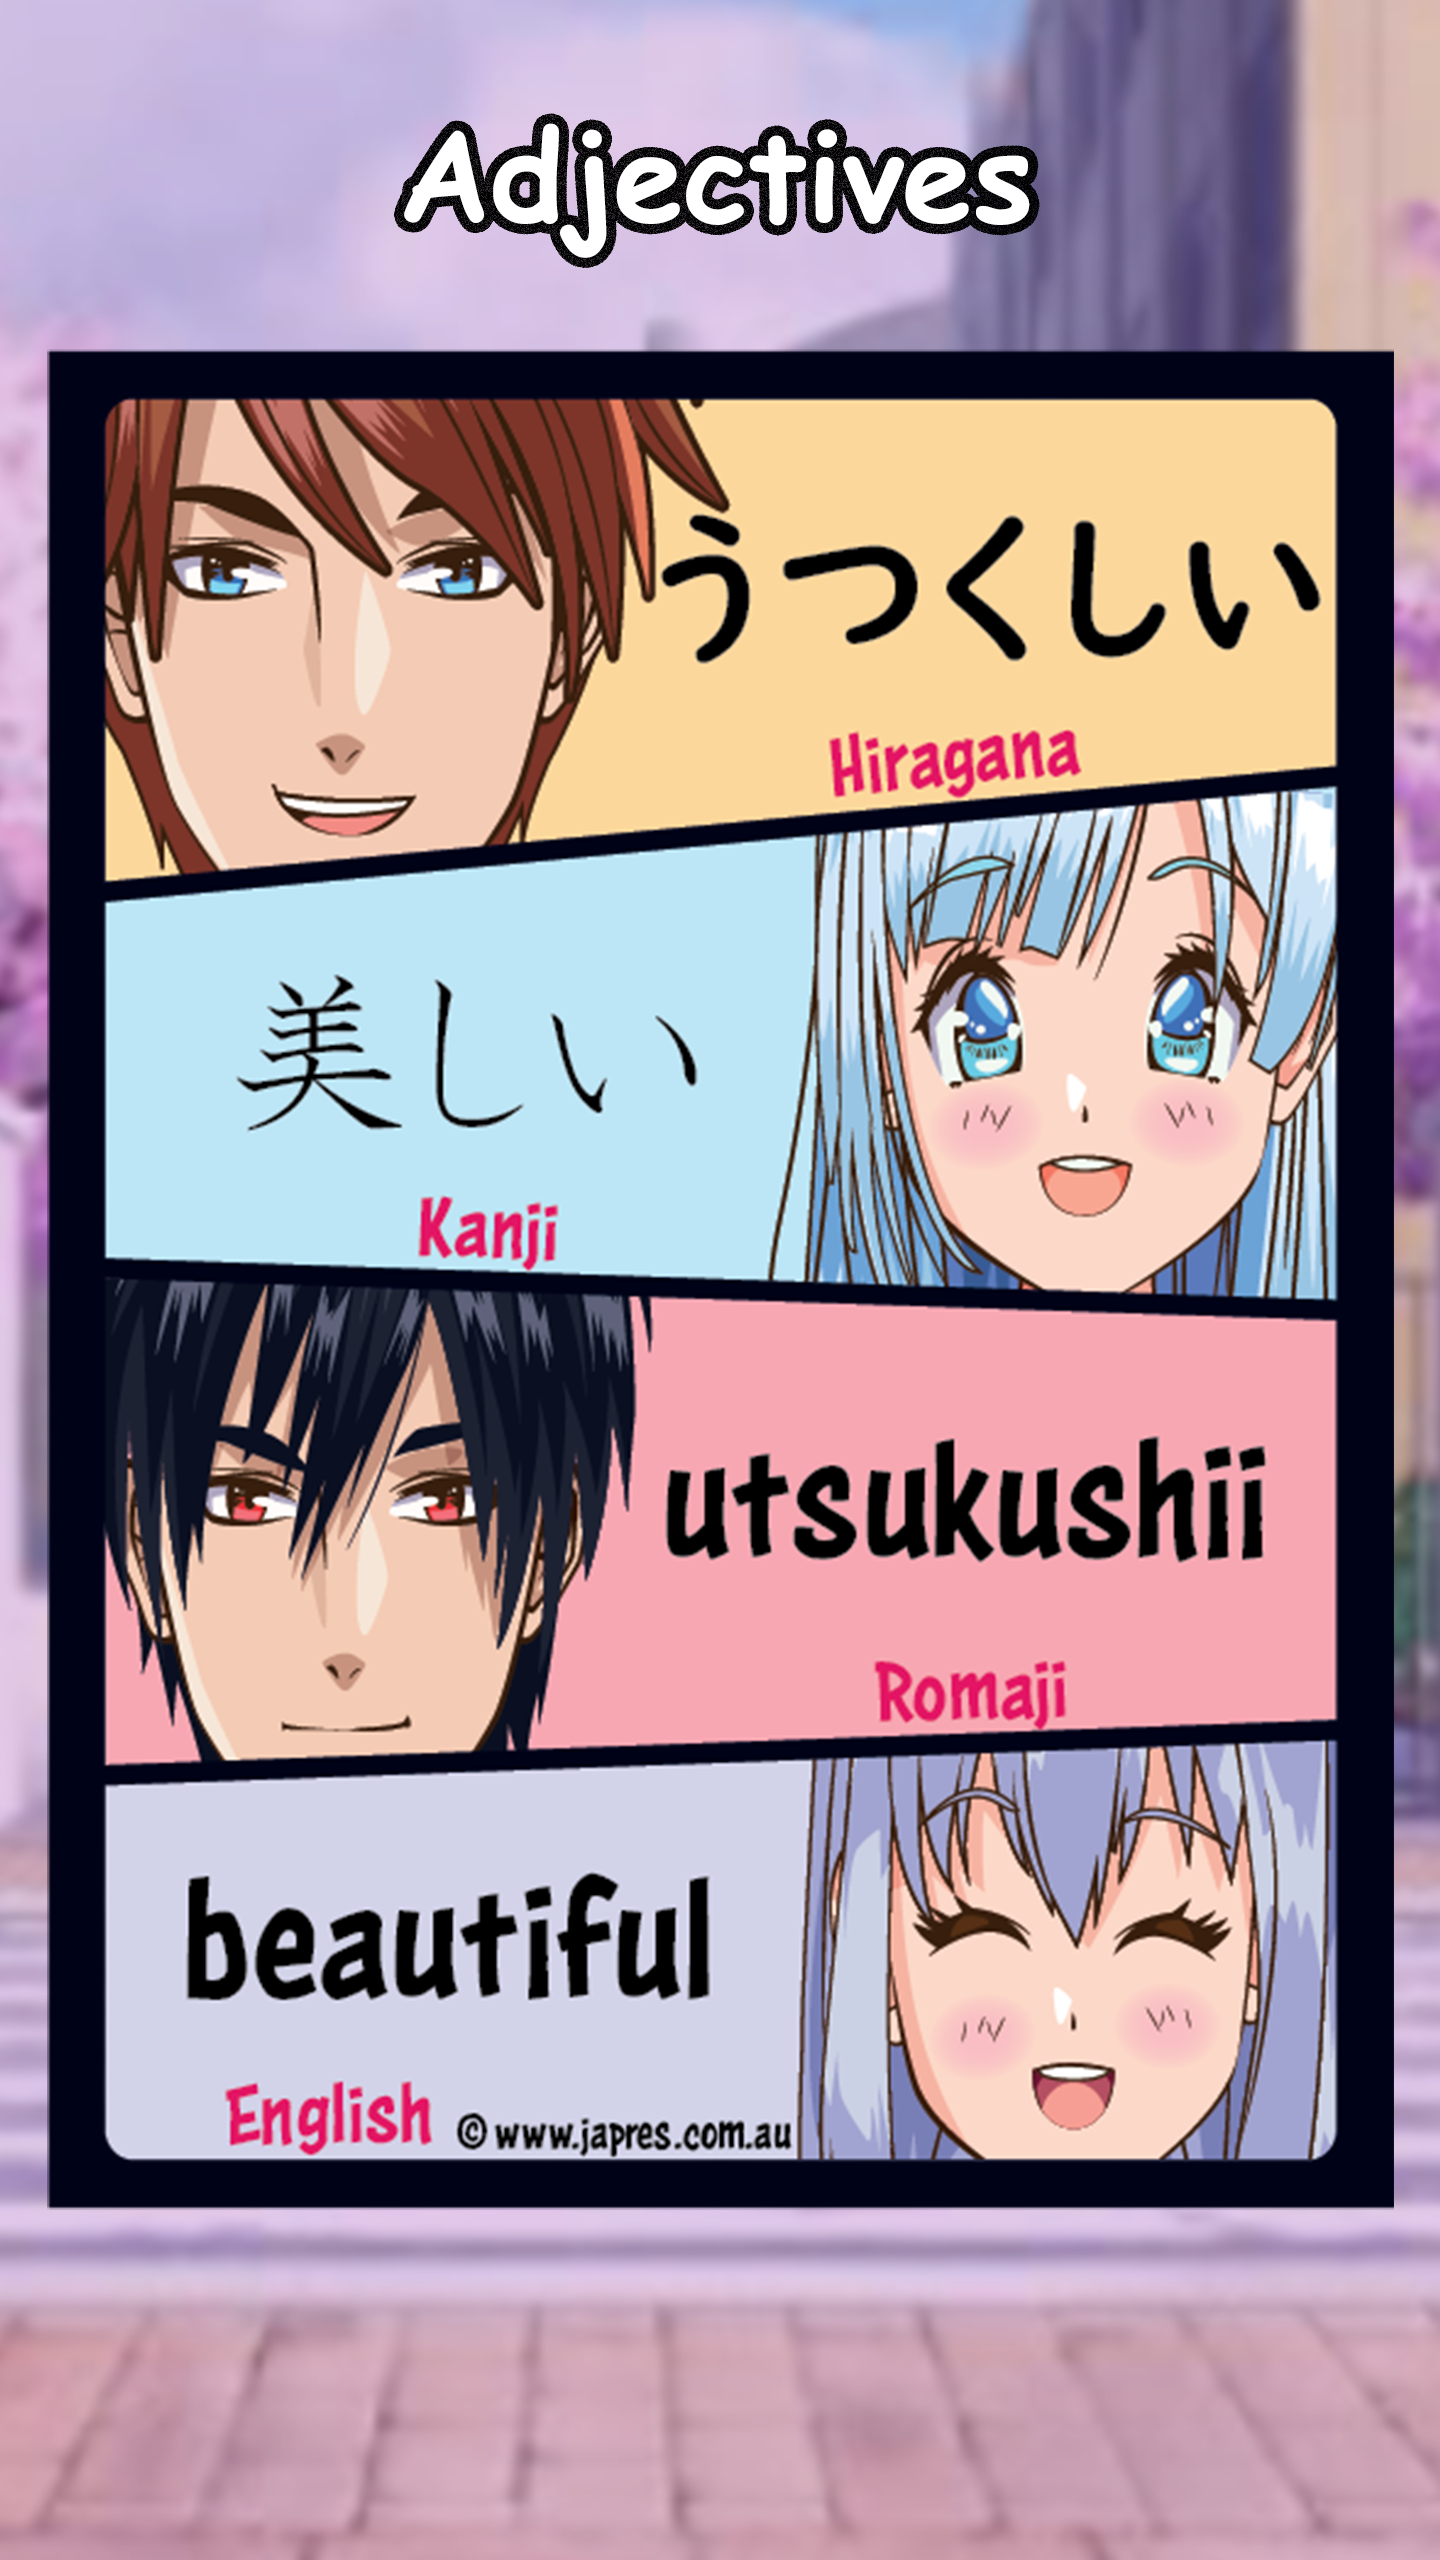 Adjectives
うつくしい
Hiragana
美しい
Kanji
utsukushii
Romaji
beautiful
English
© www.japres.com.au